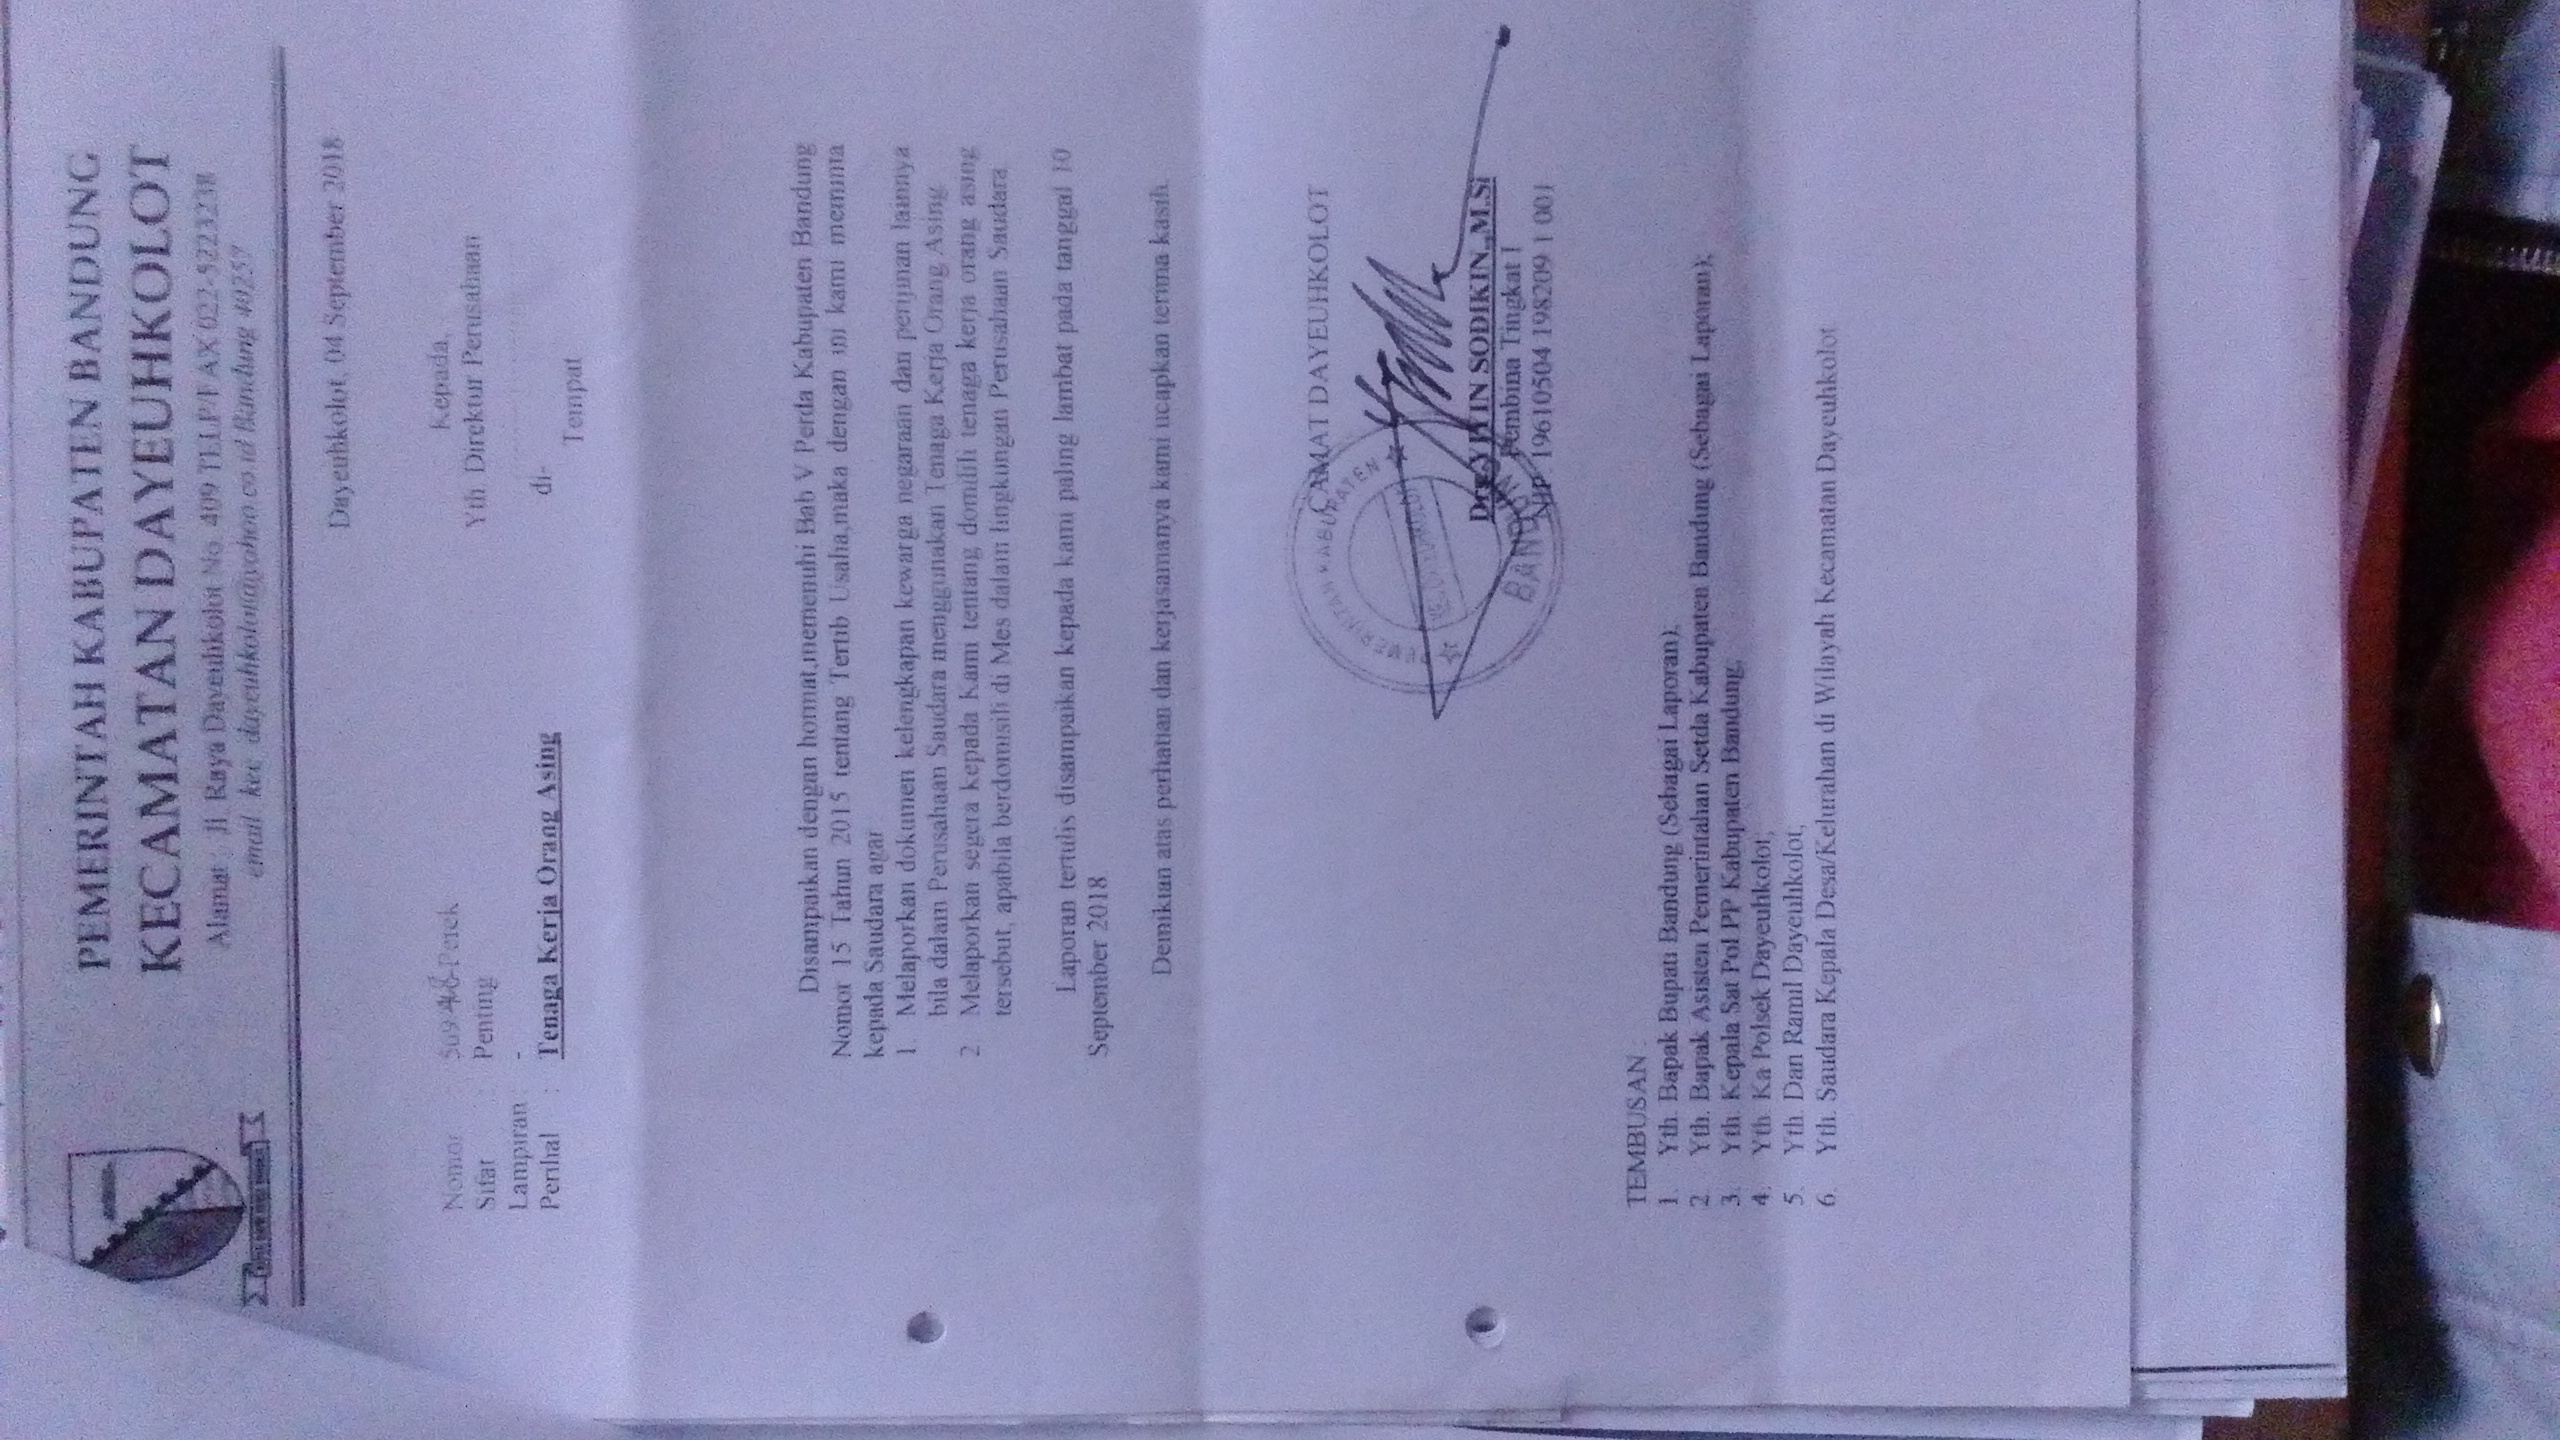 PEMERINTAH KABUPATEN BANDUNG
KECAMATAN DAYEUHKOLOT
Alamat : Jl. Raya Dayeuhkolot No. 409 TELP/FAX 022-5223238
email kec_dayeuhkolot@yahoo.co.id Bandung 40257
Dayeuhkolot, 04 September 2018
Nomor 569 48-Petek
Sifat Penting
Lampiran : -
Perihal : Tenaga Kerja Orang Asing
Kepada,
Yth. Direktur Perusahaan
di-
Tempat
Disampaikan dengan hormat,memenuhi Bab V Perda Kabupaten Bandung
Nomor 15 Tahun 2015 tentang Tertib Usaha,maka dengan ini kami meminta
kepada Saudara agar
1. Melaporkan dokumen kelengkapan kewarga negaraan dan perijinan lainnya
bila dalam Perusahaan Saudara menggunakan Tenaga Kerja Orang Asing
2. Melaporkan segera kepada Kami tentang domilih tenaga kerja orang asing
tersebut, apabila berdomisili di Mes dalam lingkungan Perusahaan Saudara
Laporan tertulis disampaikan kepada kami paling lambat pada tanggal 10
September 2018
Demikian atas perhatian dan kerjasamanya kami ucapkan terima kasih.
CAMAT DAYEUHKOLOT
PEMERINTAH KABUPATEN
KEC. DAYEUHKOLOT
BANDUNG
Drs. YIYIN SODIKIN.,M.Si
Pembina Tingkat I
NIP. 19610504 198209 1 001
TEMBUSAN :
1. Yth. Bapak Bupati Bandung (Sebagai Laporan);
2. Yth. Bapak Asisten Pemerintahan Setda Kabupaten Bandung (Sebagai Laporan);
3. Yth. Kepala Sat Pol PP Kabupaten Bandung;
4. Yth. Ka Polsek Dayeuhkolot;
5. Yth. Dan Ramil Dayeuhkolot;
6. Yth. Saudara Kepala Desa/Kelurahan di Wilayah Kecamatan Dayeuhkolot